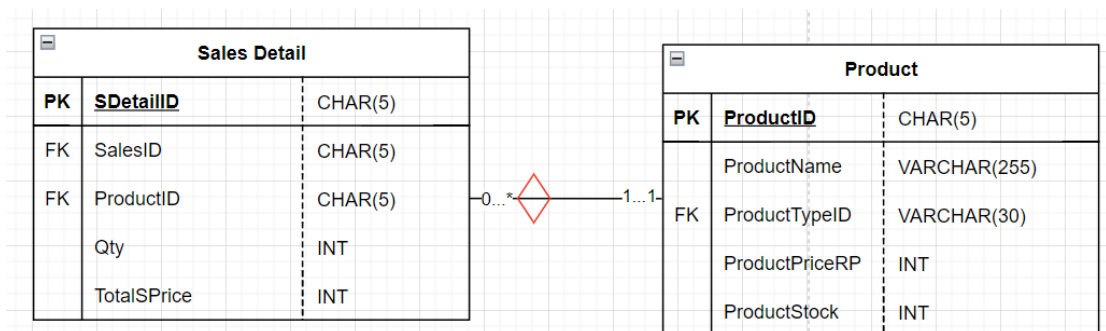 Sales Detail
PK SDetailID CHAR(5)
FK SalesID CHAR(5)
FK ProductID CHAR(5)
Qty INT
TotalSPrice INT
0...*
1...1
Product
PK ProductID CHAR(5)
ProductName VARCHAR(255)
FK ProductTypeID VARCHAR(30)
ProductPriceRP INT
ProductStock INT